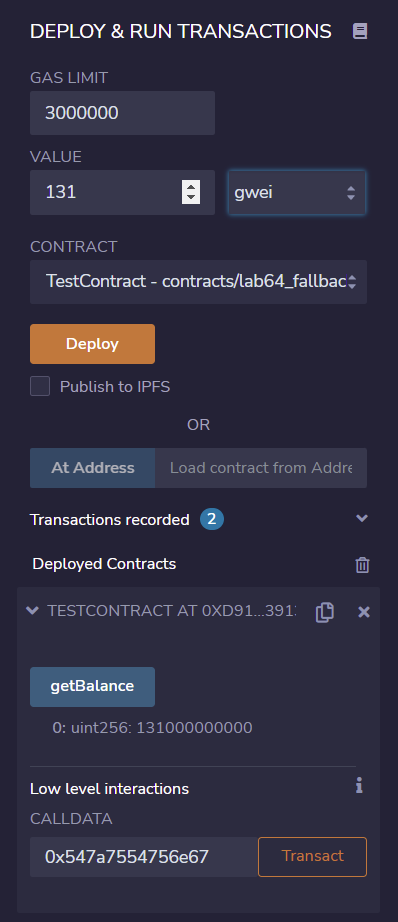 DEPLOY & RUN TRANSACTIONS
GAS LIMIT
3000000
VALUE
131 gwei
CONTRACT
TestContract - contracts/lab64_fallbac
Deploy
Publish to IPFS
OR
At Address Load contract from Addre
Transactions recorded 2
Deployed Contracts
TESTCONTRACT AT 0XD91...391
getBalance
0: uint256: 131000000000
Low level interactions
CALLDATA
0x547a7554756e67 Transact